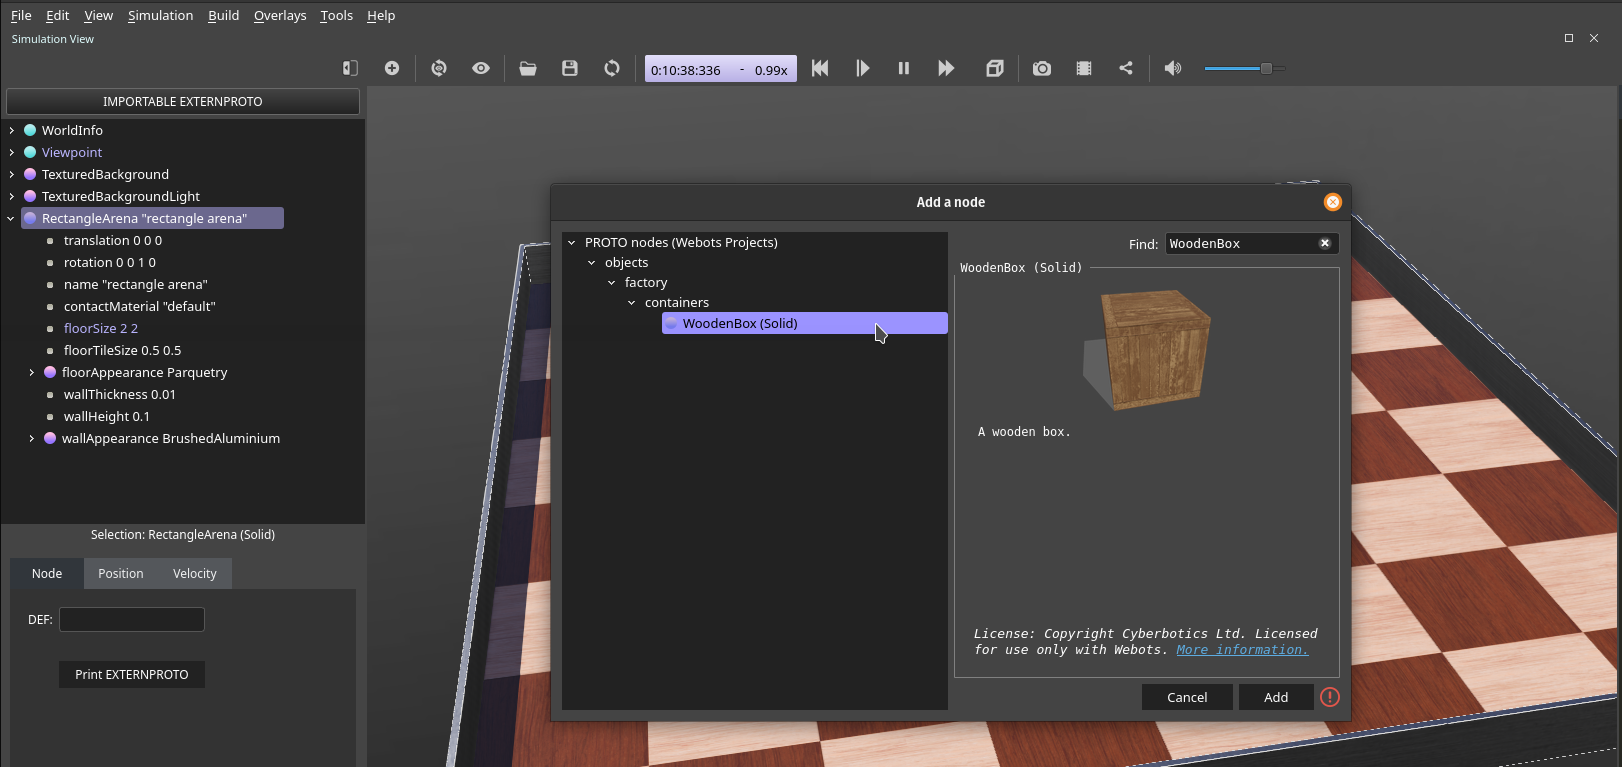 File Edit View Simulation Build Overlays Tools Help
Simulation View
0:10:38:336 - 0.99x
IMPORTABLE EXTERNPROTO
WorldInfo
Viewpoint
TexturedBackground
TexturedBackgroundLight
RectangleArena "rectangle arena"
translation 0 0 0
rotation 0 0 1 0
name "rectangle arena"
contactMaterial "default"
floorSize 2 2
floorTileSize 0.5 0.5
floorAppearance Parquetry
wallThickness 0.01
wallHeight 0.1
wallAppearance BrushedAluminium
Selection: RectangleArena (Solid)
Node Position Velocity
DEF:
Print EXTERNPROTO
Add a node
PROTO nodes (Webots Projects)
objects
factory
containers
WoodenBox (Solid)
Find: WoodenBox
WoodenBox (Solid)
A wooden box.
License: Copyright Cyberbotics Ltd. Licensed
for use only with Webots. More information.
Cancel Add